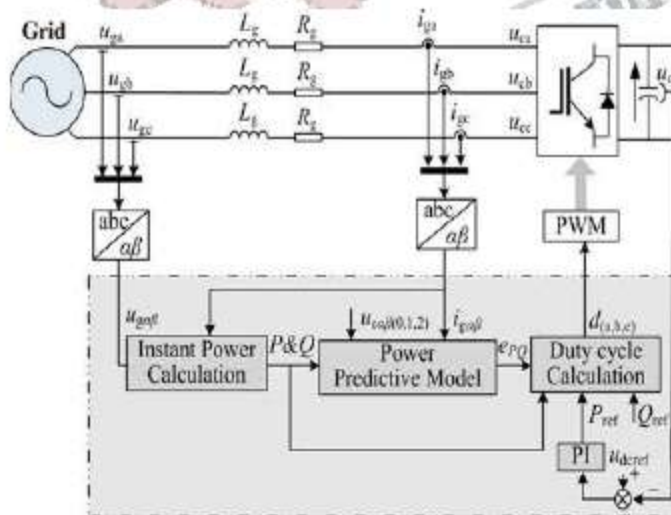 Grid
u_ga
L_g
R_g
i_ga
u_ca
u_gb
L_g
R_g
i_gb
u_cb
u_gc
L_g
R_g
i_gc
u_cc
abc
αβ
abc
αβ
PWM
u_gαβ
u_cαβ(0,1,2)
i_gαβ
d_(a,b,c)
Instant Power
Calculation
P&Q
Power
Predictive Model
e_PQ
Duty cycle
Calculation
P_ref
Q_ref
PI
u_dcref
+
−